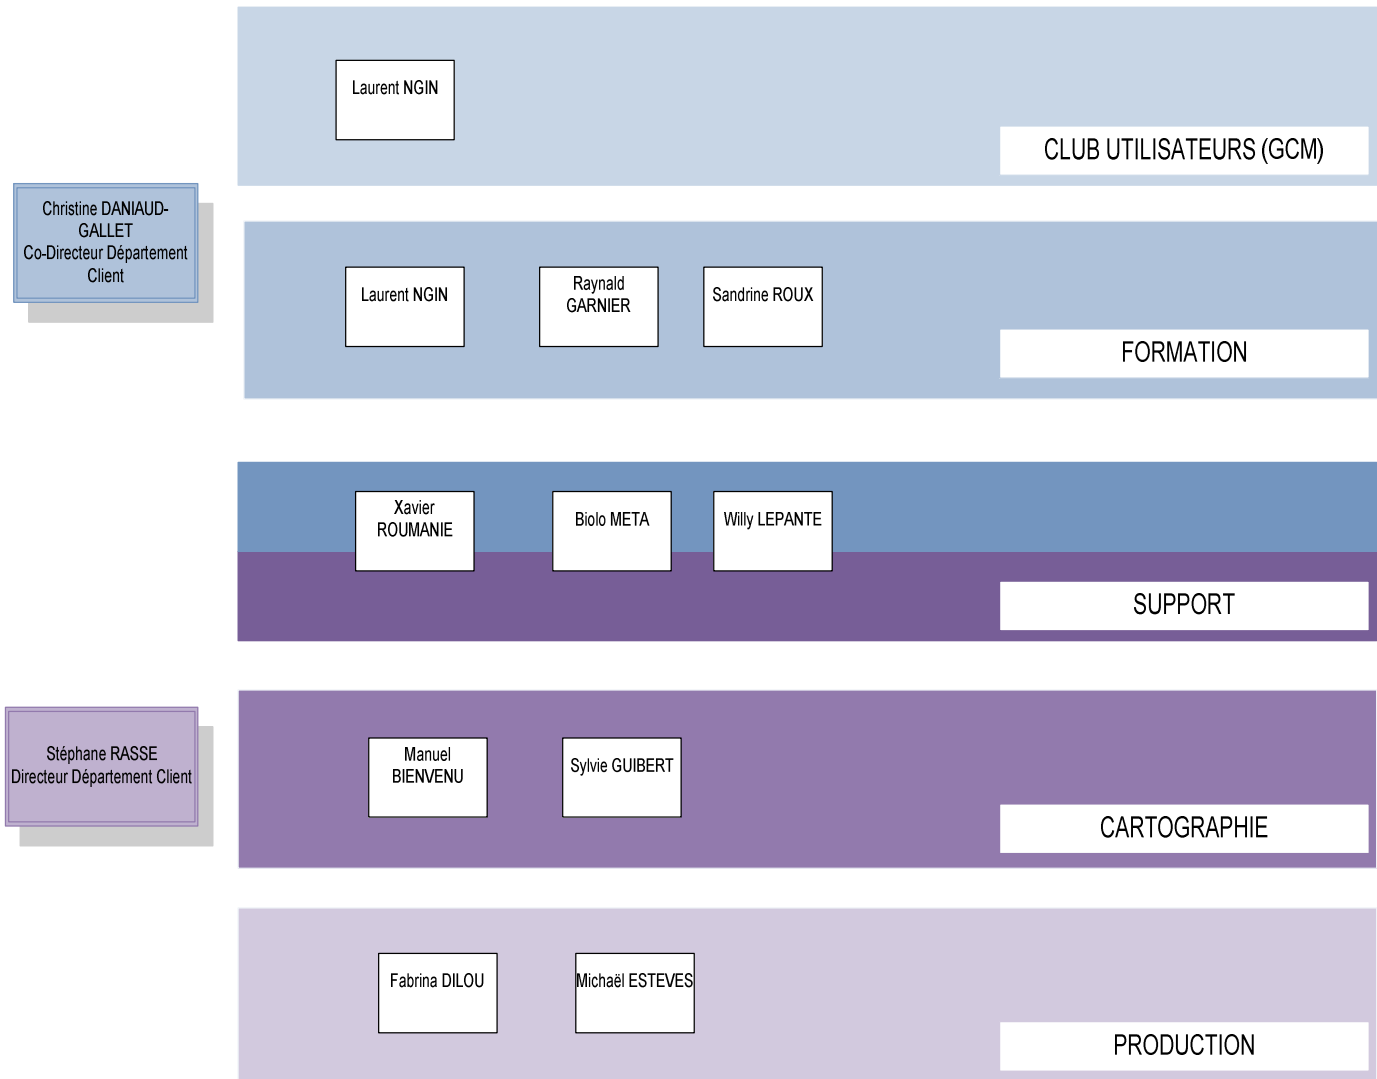 Laurent NGIN
CLUB UTILISATEURS (GCM)
Christine DANIAUD-
GALLET
Co-Directeur Département
Client
Laurent NGIN
Raynald
GARNIER
Sandrine ROUX
FORMATION
Xavier
ROUMANIE
Biolo META
Willy LEPANTE
SUPPORT
Stéphane RASSE
Directeur Département Client
Manuel
BIENVENU
Sylvie GUIBERT
CARTOGRAPHIE
Fabrina DILOU
Michaël ESTEVES
PRODUCTION